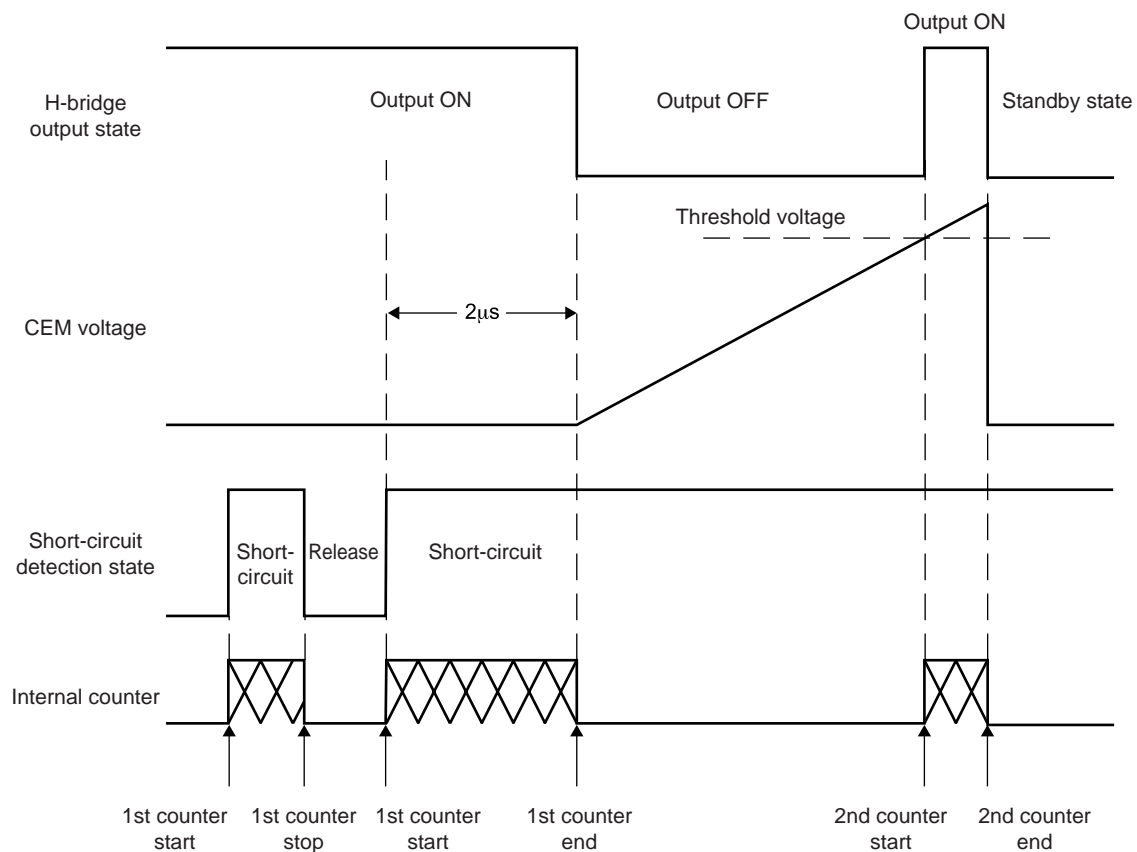 Output ON
H-bridge
output state
Output ON
Output OFF
Standby state
Threshold voltage
CEM voltage
2μs
Short-circuit
detection state
Short-
circuit
Release
Short-circuit
Internal counter
1st counter
start
1st counter
stop
1st counter
start
1st counter
end
2nd counter
start
2nd counter
end